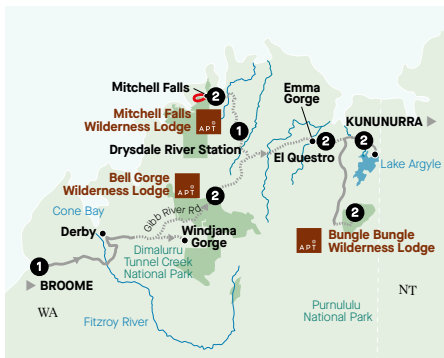 Mitchell Falls
2
Mitchell Falls
Wilderness Lodge
APT
1
Drysdale River Station
Emma
Gorge
2
El Questro
KUNUNURRA
2
Lake Argyle
Bell Gorge
Wilderness Lodge
APT
2
Gibb River Rd
Cone Bay
Derby
Windjana
Gorge
Dimalurru
Tunnel Creek
National Park
1
BROOME
WA
Fitzroy River
2
APT
Bungle Bungle
Wilderness Lodge
Purnululu
National Park
NT